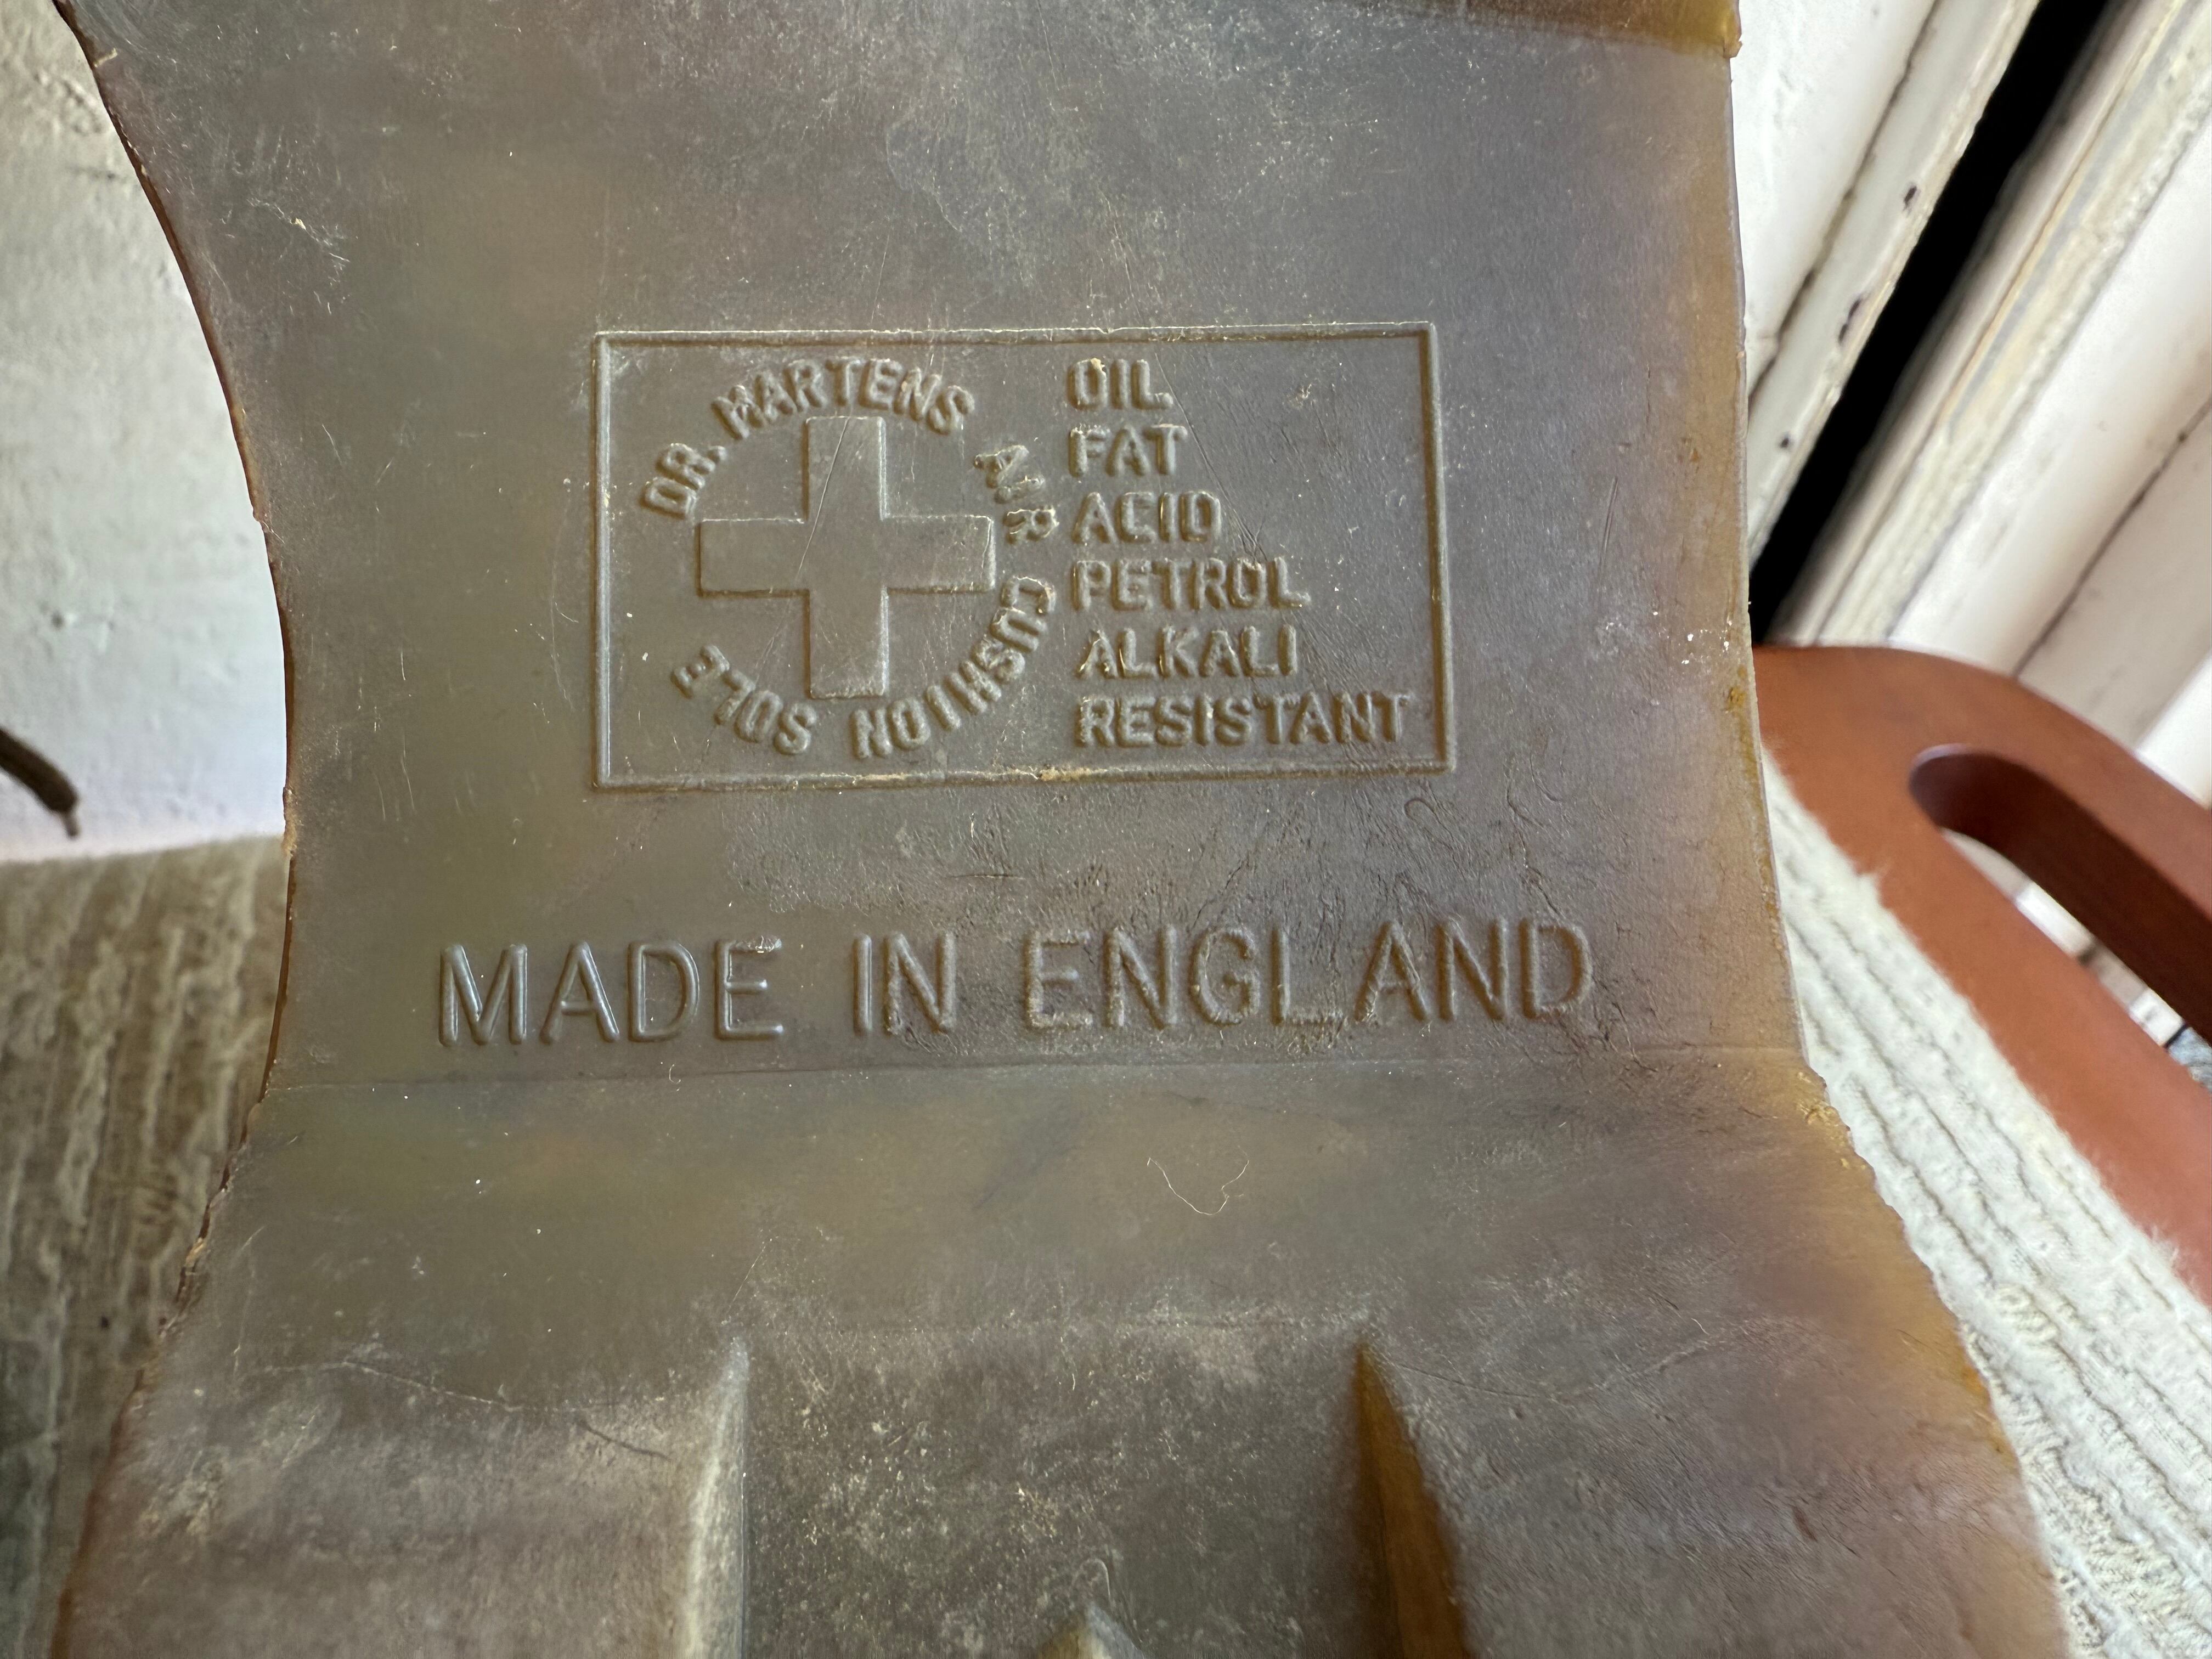 DR. MARTENS AIR CUSHION SOLE
OIL
FAT
ACID
PETROL
ALKALI
RESISTANT
MADE IN ENGLAND